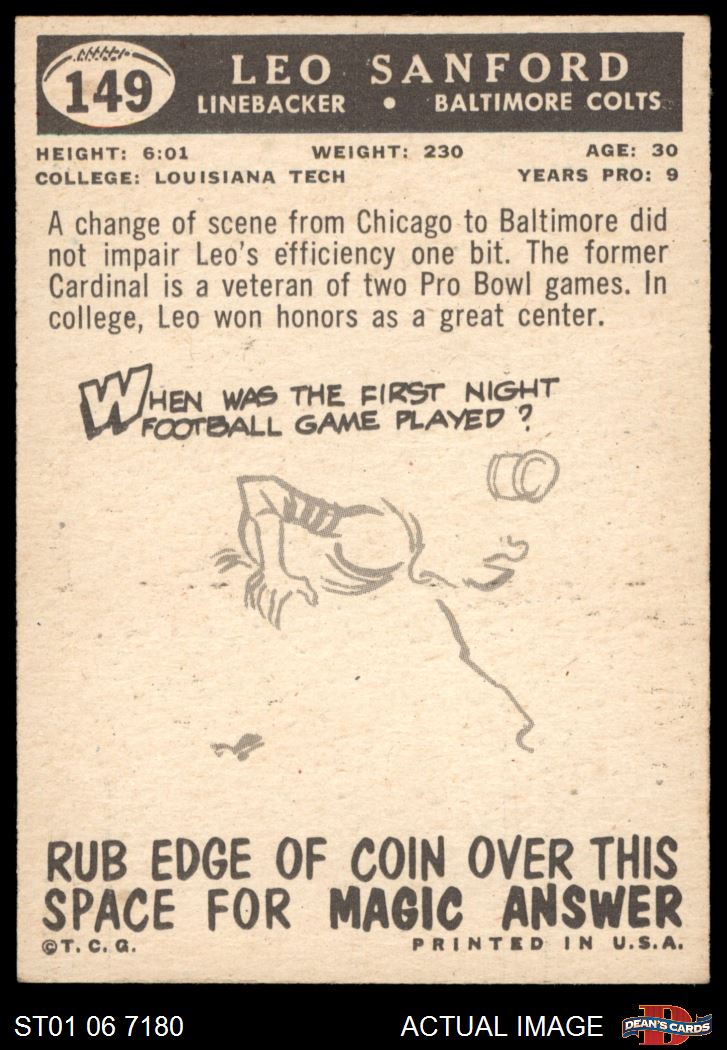 149
LEO SANFORD
LINEBACKER • BALTIMORE COLTS
HEIGHT: 6:01 WEIGHT: 230 AGE: 30
COLLEGE: LOUISIANA TECH YEARS PRO: 9
A change of scene from Chicago to Baltimore did
not impair Leo's efficiency one bit. The former
Cardinal is a veteran of two Pro Bowl games. In
college, Leo won honors as a great center.
WHEN WAS THE FIRST NIGHT
FOOTBALL GAME PLAYED?
RUB EDGE OF COIN OVER THIS
SPACE FOR MAGIC ANSWER
©T.C.G. PRINTED IN U.S.A.
ST01 06 7180 ACTUAL IMAGE
D
DEAN'S CARDS